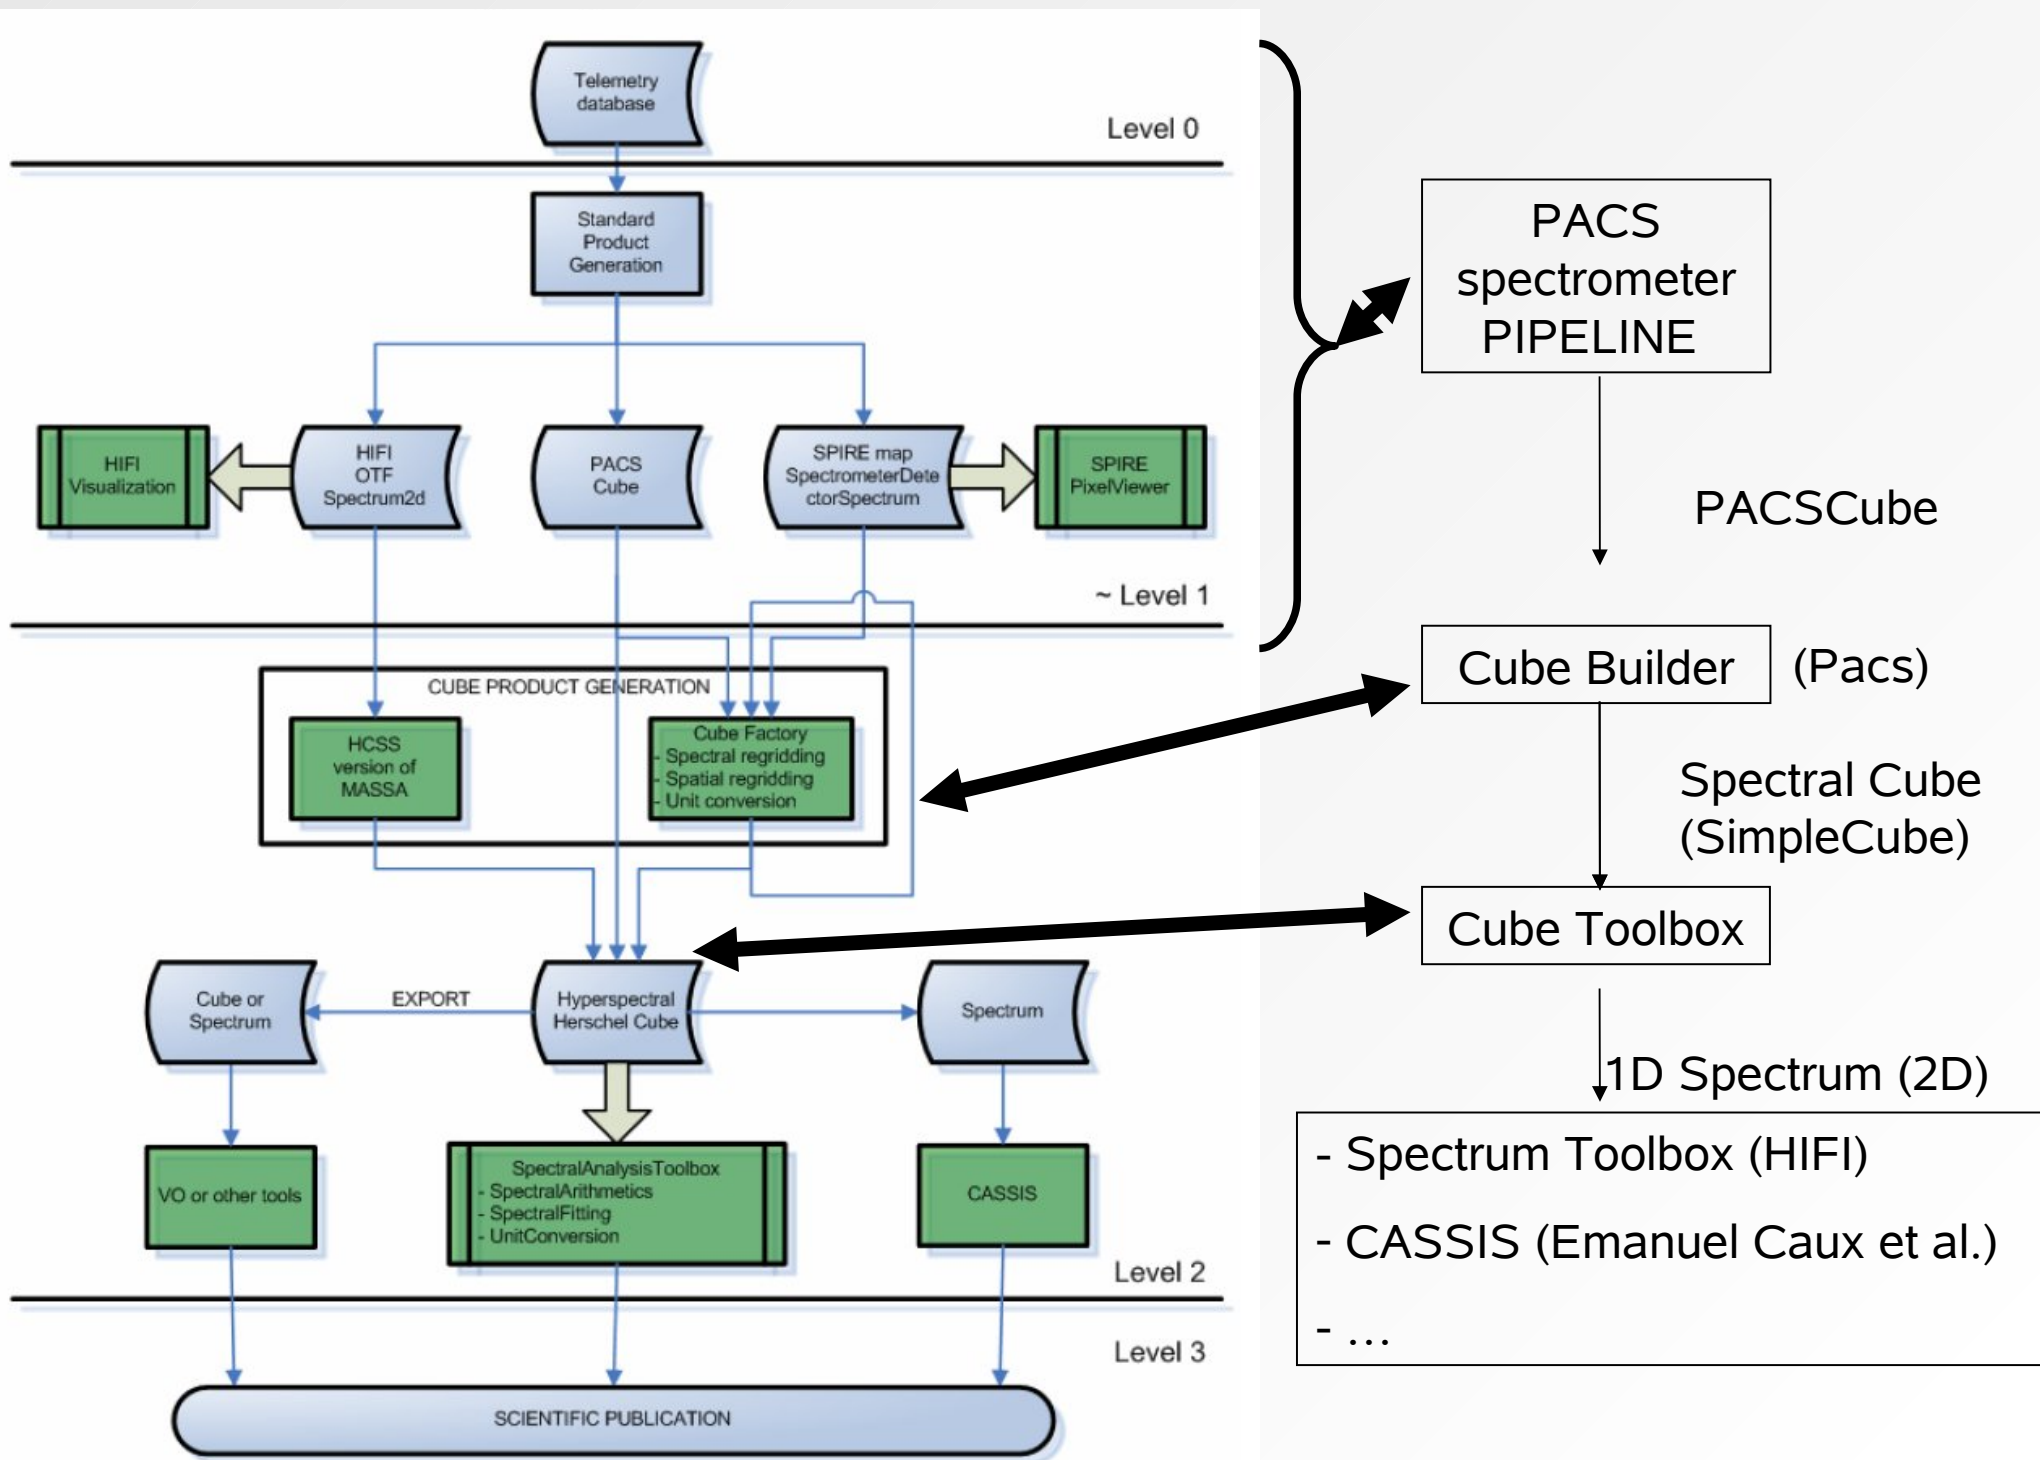 Telemetry
database
Level 0
Standard
Product
Generation
HIFI
Visualization
HIFI
OTF
Spectrum2d
PACS
Cube
SPIRE map
SpectrometerDete
ctorSpectrum
SPIRE
PixelViewer
~ Level 1
CUBE PRODUCT GENERATION
HCSS
version of
MASSA
Cube Factory
- Spectral regridding
- Spatial regridding
- Unit conversion
Cube or
Spectrum
EXPORT
Hyperspectral
Herschel Cube
Spectrum
VO or other tools
SpectralAnalysisToolbox
- SpectralArithmetics
- SpectralFitting
- UnitConversion
CASSIS
Level 2
Level 3
SCIENTIFIC PUBLICATION
PACS
spectrometer
PIPELINE
PACSCube
Cube Builder
(Pacs)
Spectral Cube
(SimpleCube)
Cube Toolbox
1D Spectrum (2D)
- Spectrum Toolbox (HIFI)
- CASSIS (Emanuel Caux et al.)
- …